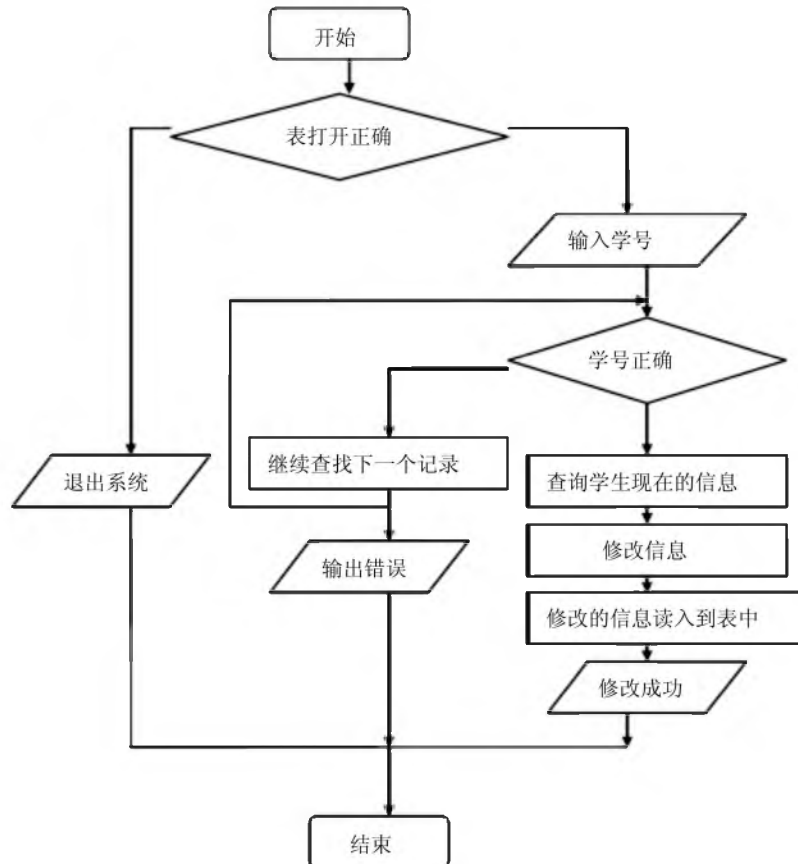 开始
表打开正确
输入学号
学号正确
继续查找下一个记录
退出系统
查询学生现在的信息
修改信息
输出错误
修改的信息读入到表中
修改成功
结束